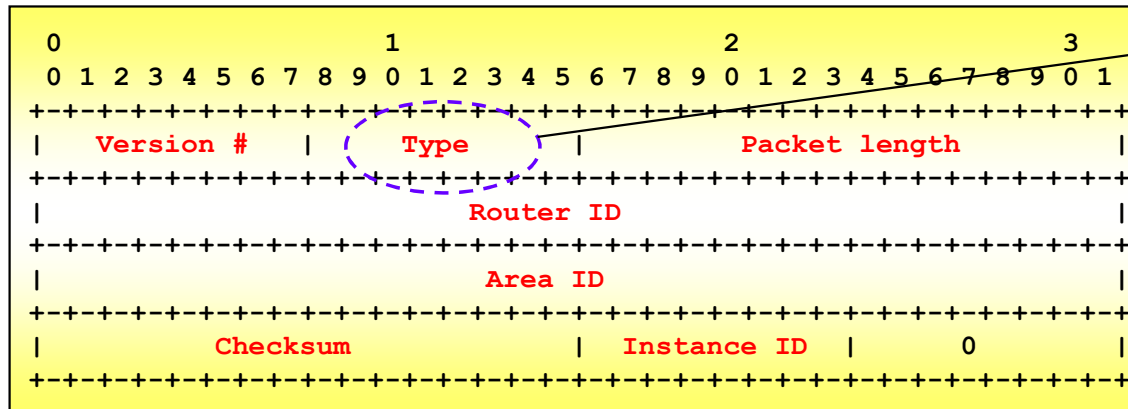 0                   1                   2                   3
0 1 2 3 4 5 6 7 8 9 0 1 2 3 4 5 6 7 8 9 0 1 2 3 4 5 6 7 8 9 0 1
+-+-+-+-+-+-+-+-+-+-+-+-+-+-+-+-+-+-+-+-+-+-+-+-+-+-+-+-+-+-+-+-+
|   Version #   |     Type      |         Packet length         |
+-+-+-+-+-+-+-+-+-+-+-+-+-+-+-+-+-+-+-+-+-+-+-+-+-+-+-+-+-+-+-+-+
|                         Router ID                             |
+-+-+-+-+-+-+-+-+-+-+-+-+-+-+-+-+-+-+-+-+-+-+-+-+-+-+-+-+-+-+-+-+
|                          Area ID                              |
+-+-+-+-+-+-+-+-+-+-+-+-+-+-+-+-+-+-+-+-+-+-+-+-+-+-+-+-+-+-+-+-+
|          Checksum             |  Instance ID  |      0        |
+-+-+-+-+-+-+-+-+-+-+-+-+-+-+-+-+-+-+-+-+-+-+-+-+-+-+-+-+-+-+-+-+